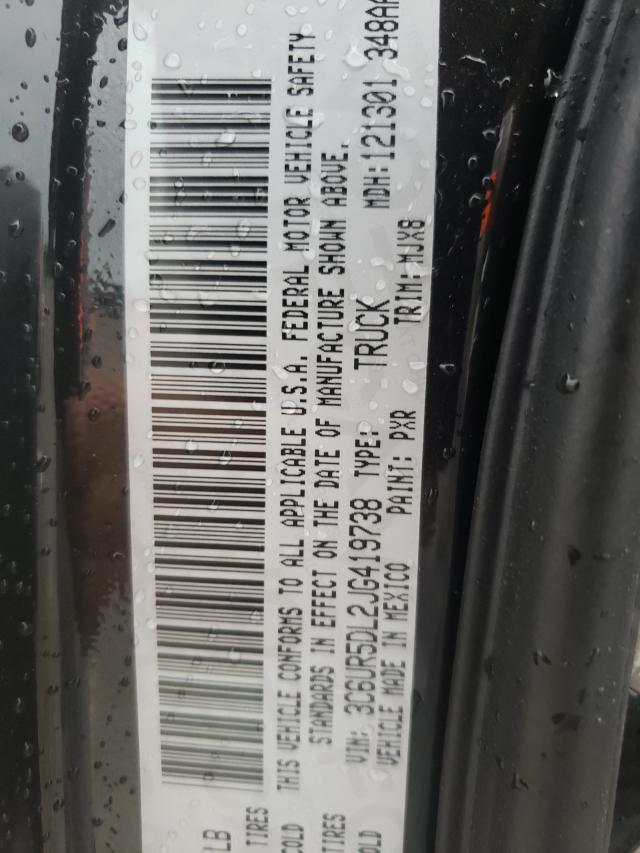 LB
TIRES
COLD
TIRES
COLD
THIS VEHICLE CONFORMS TO ALL APPLICABLE U.S.A. FEDERAL MOTOR VEHICLE SAFETY
STANDARDS IN EFFECT ON THE DATE OF MANUFACTURE SHOWN ABOVE.
VIN: 3C6UR5DL2JG419738 TYPE: TRUCK MDH:121301 348AA
VEHICLE MADE IN MEXICO PAINT: PXR TRIM:MJX8